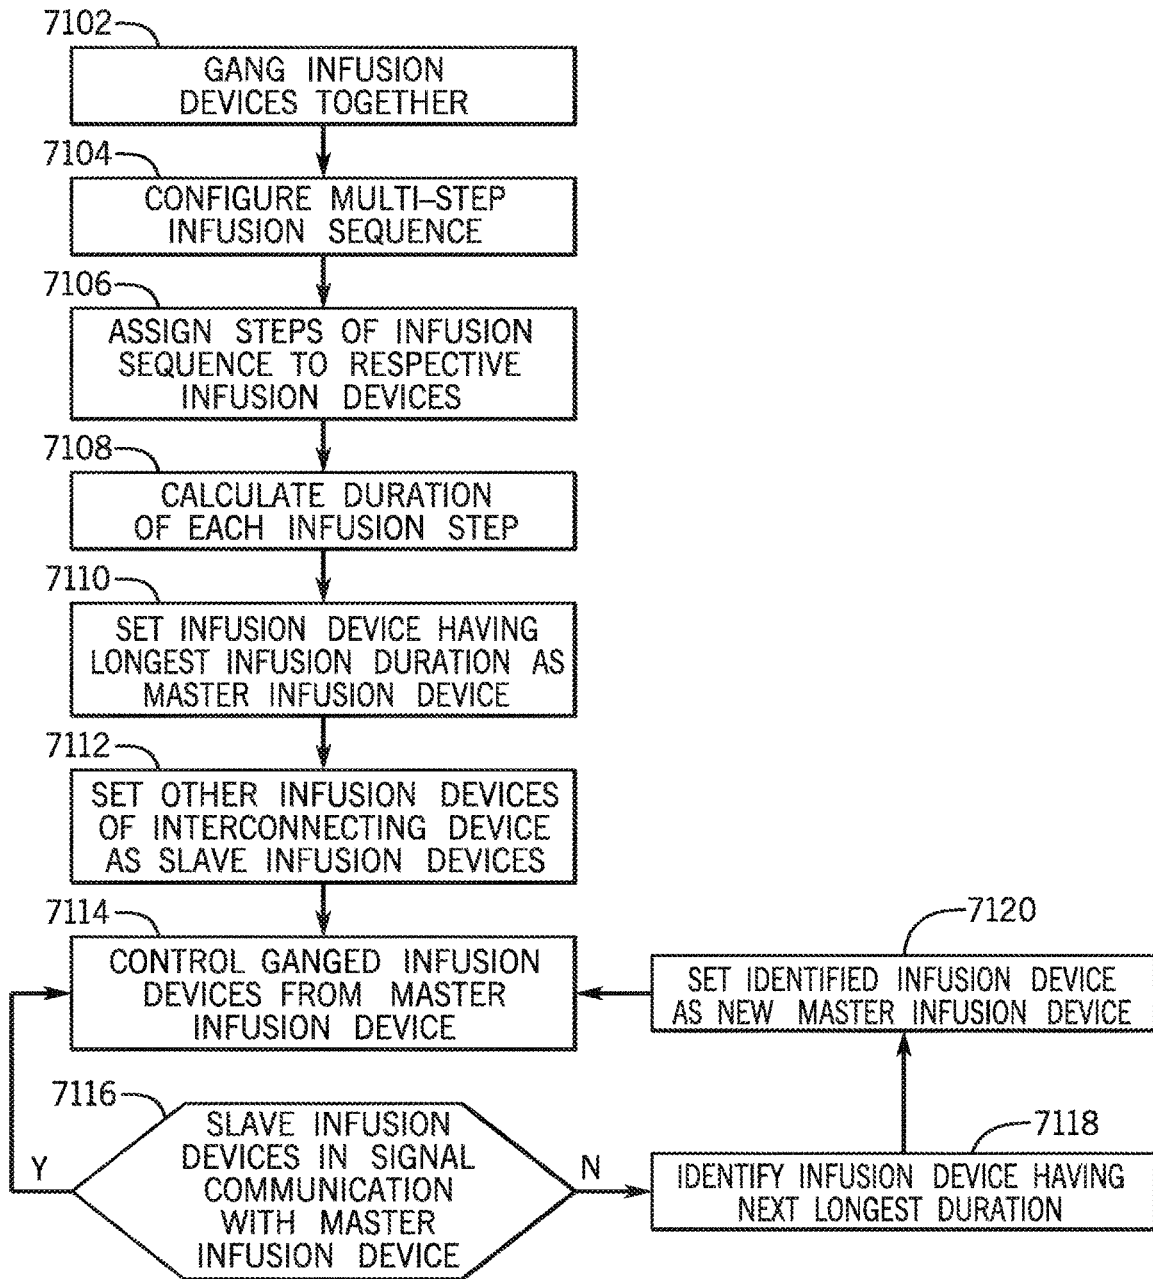 7102
GANG INFUSION
DEVICES TOGETHER
7104
CONFIGURE MULTI-STEP
INFUSION SEQUENCE
7106
ASSIGN STEPS OF INFUSION
SEQUENCE TO RESPECTIVE
INFUSION DEVICES
7108
CALCULATE DURATION
OF EACH INFUSION STEP
7110
SET INFUSION DEVICE HAVING
LONGEST INFUSION DURATION AS
MASTER INFUSION DEVICE
7112
SET OTHER INFUSION DEVICES
OF INTERCONNECTING DEVICE
AS SLAVE INFUSION DEVICES
7114
CONTROL GANGED INFUSION
DEVICES FROM MASTER
INFUSION DEVICE
7120
SET IDENTIFIED INFUSION DEVICE
AS NEW MASTER INFUSION DEVICE
7116
SLAVE INFUSION
DEVICES IN SIGNAL
COMMUNICATION
WITH MASTER
INFUSION DEVICE
Y
N
7118
IDENTIFY INFUSION DEVICE HAVING
NEXT LONGEST DURATION